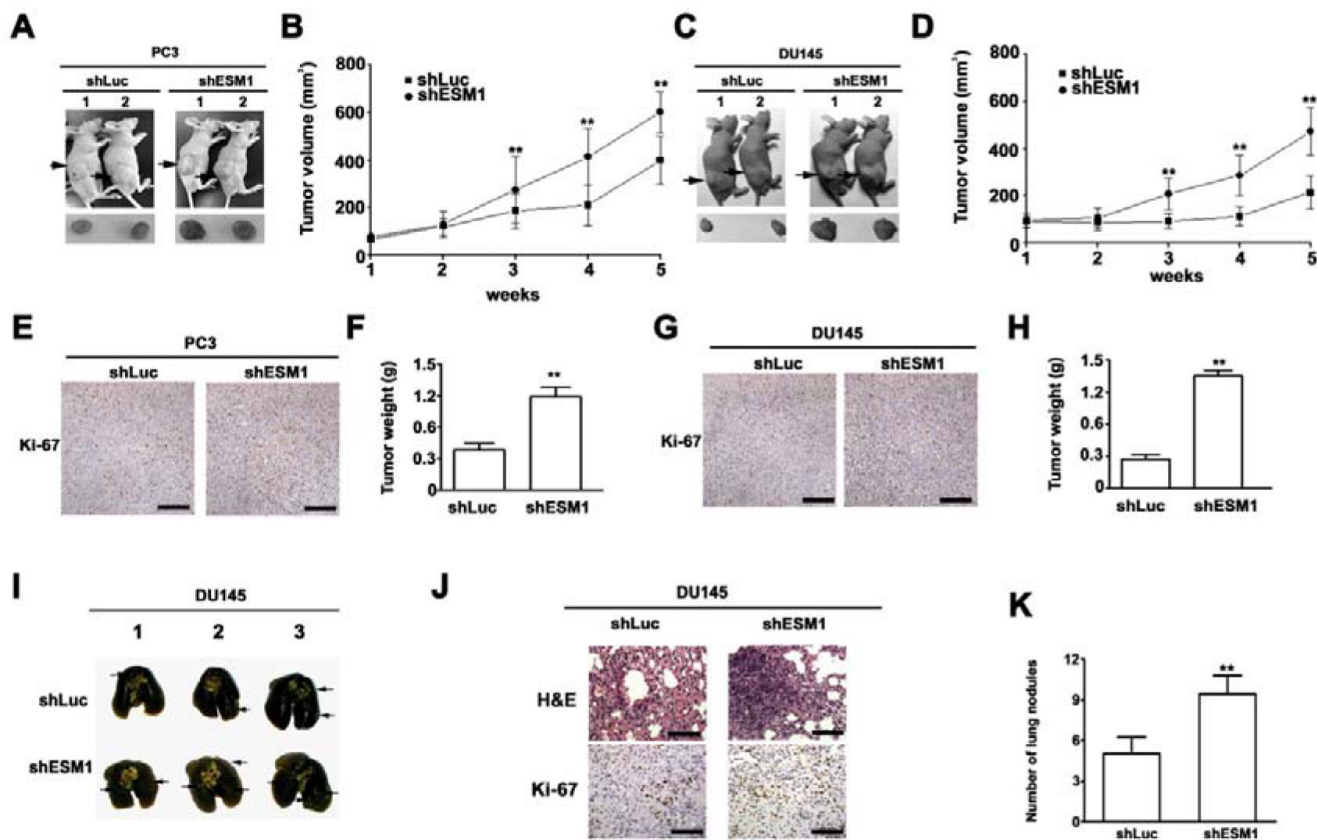 A
PC3
shLuc shESM1
1 2 1 2
B
Tumor volume (mm³)
800
600
400
200
0
shLuc
shESM1
**
**
**
1 2 3 4 5
weeks
C
DU145
shLuc shESM1
1 2 1 2
D
Tumor volume (mm³)
800
600
400
200
0
shLuc
shESM1
**
**
**
1 2 3 4 5
weeks
E
PC3
shLuc shESM1
Ki-67
F
Tumor weight (g)
1.5
1.2
0.6
0.3
0
**
shLuc shESM1
G
DU145
shLuc shESM1
Ki-67
H
Tumor weight (g)
1.5
1.2
0.6
0.3
0
**
shLuc shESM1
I
DU145
1 2 3
shLuc
shESM1
J
DU145
shLuc shESM1
H&E
Ki-67
K
Number of lung nodules
12
9
6
3
0
**
shLuc shESM1